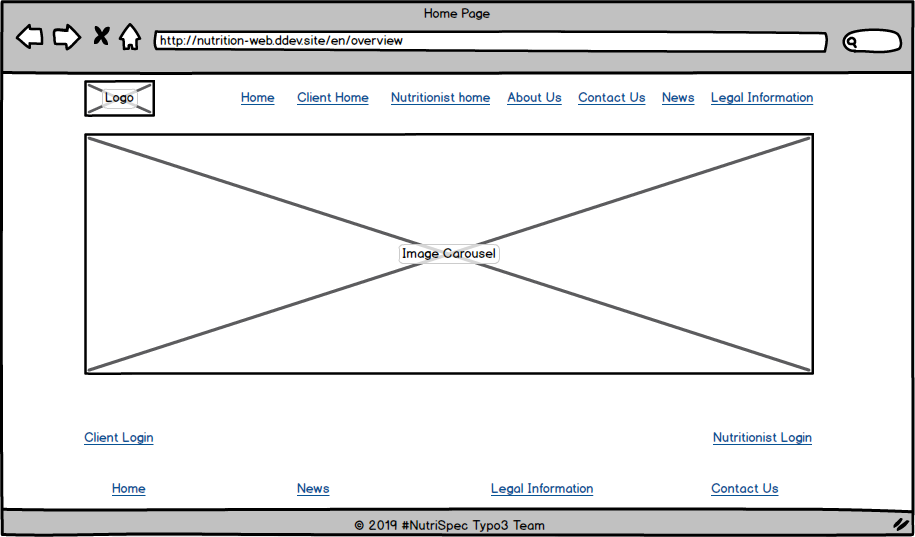 Home Page
http://nutrition-web.ddev.site/en/overview
Logo Home Client Home Nutritionist home About Us Contact Us News Legal Information
Image Carousel
Client Login Nutritionist Login
Home News Legal Information Contact Us
© 2019 #NutriSpec Typo3 Team